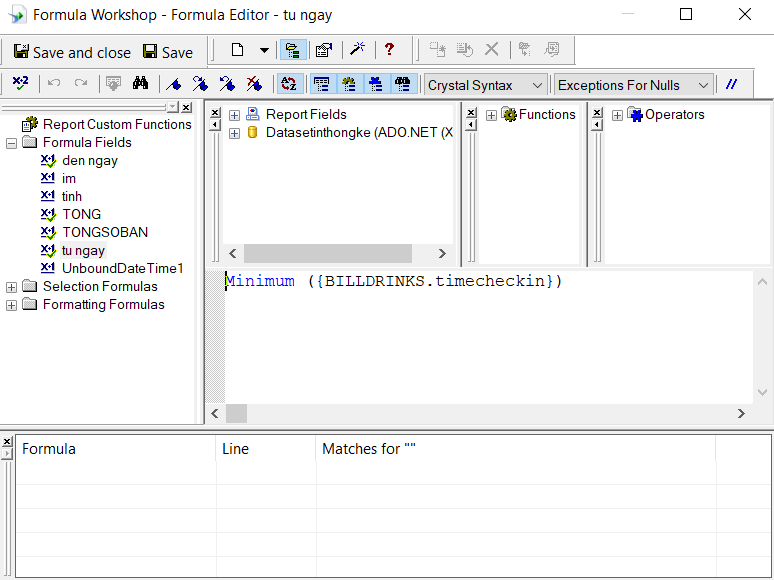 Formula Workshop - Formula Editor - tu ngay
Save and close Save
Crystal Syntax Exceptions For Nulls //
Report Custom Functions
Formula Fields
den ngay
im
tinh
TONG
TONGSOBAN
tu ngay
UnboundDateTime1
Selection Formulas
Formatting Formulas
Report Fields
Datasetinthongke (ADO.NET (X
Functions
Operators
Minimum ({BILLDRINKS.timecheckin})
Formula Line Matches for ""